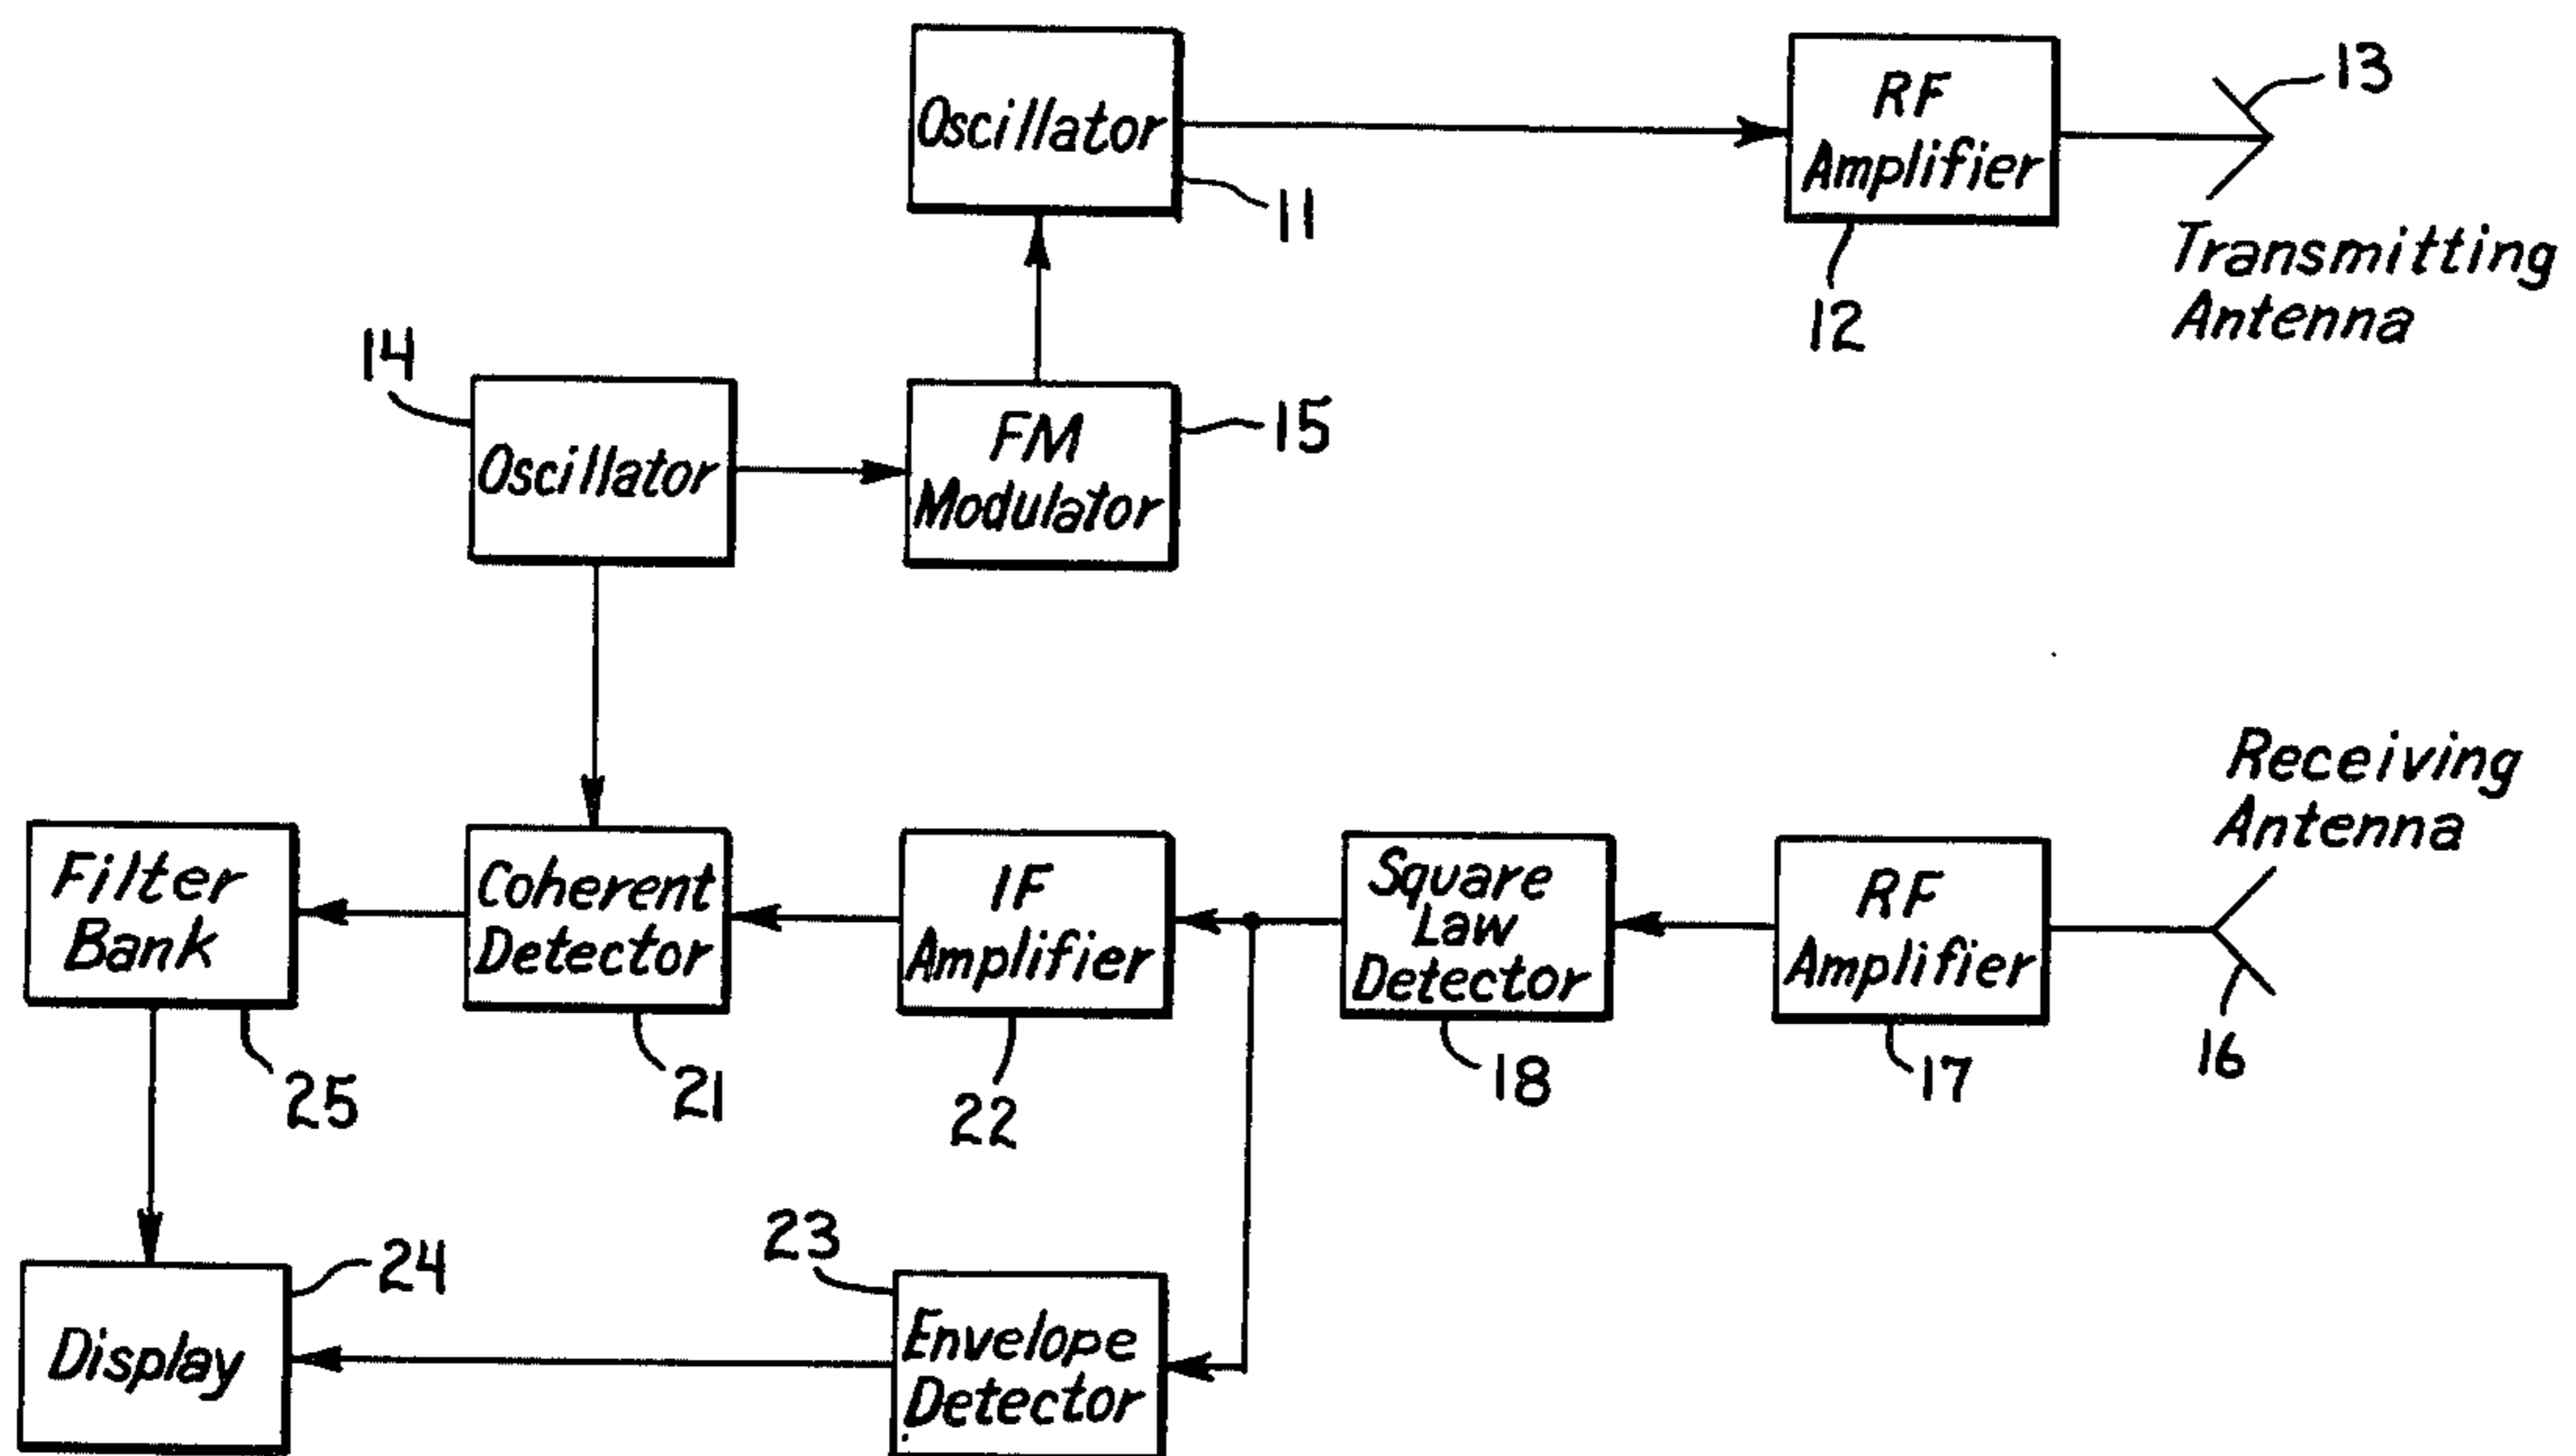 Oscillator
11
RF
Amplifier
12
13
Transmitting
Antenna
14
Oscillator
FM
Modulator
15
Receiving
Antenna
16
RF
Amplifier
17
Square
Law
Detector
18
IF
Amplifier
22
Coherent
Detector
21
Filter
Bank
25
Display
24
23
Envelope
Detector